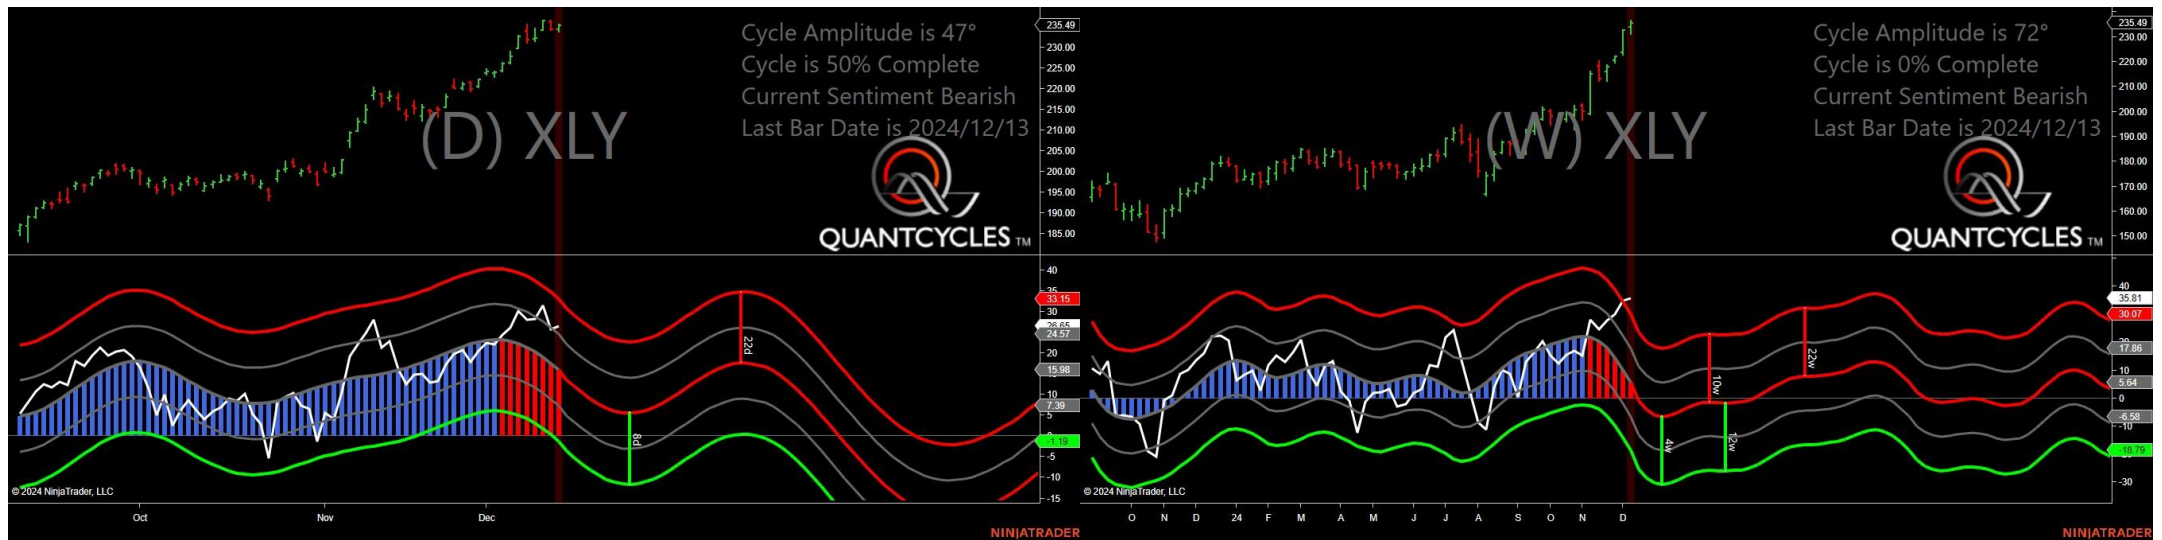 Cycle Amplitude is 47°
Cycle is 50% Complete
Current Sentiment Bearish
Last Bar Date is 2024/12/13
(D) XLY
QUANTCYCLES TM
235.49
230.00
225.00
220.00
215.00
210.00
205.00
200.00
195.00
190.00
185.00
40
35
33.15
30
26.65
24.57
20
15.98
10
7.39
5
0
-1.19
-5
-10
-15
22d
8d
© 2024 NinjaTrader, LLC
Oct
Nov
Dec
NINJATRADER
Cycle Amplitude is 72°
Cycle is 0% Complete
Current Sentiment Bearish
Last Bar Date is 2024/12/13
(W) XLY
QUANTCYCLES TM
235.49
230.00
220.00
210.00
200.00
190.00
180.00
170.00
160.00
150.00
40
35.81
30.07
17.86
10
5.64
0
-6.58
-10
-18.79
-30
10w
22w
4w
12w
© 2024 NinjaTrader, LLC
O N D 24 F M A M J J A S O N D
NINJATRADER